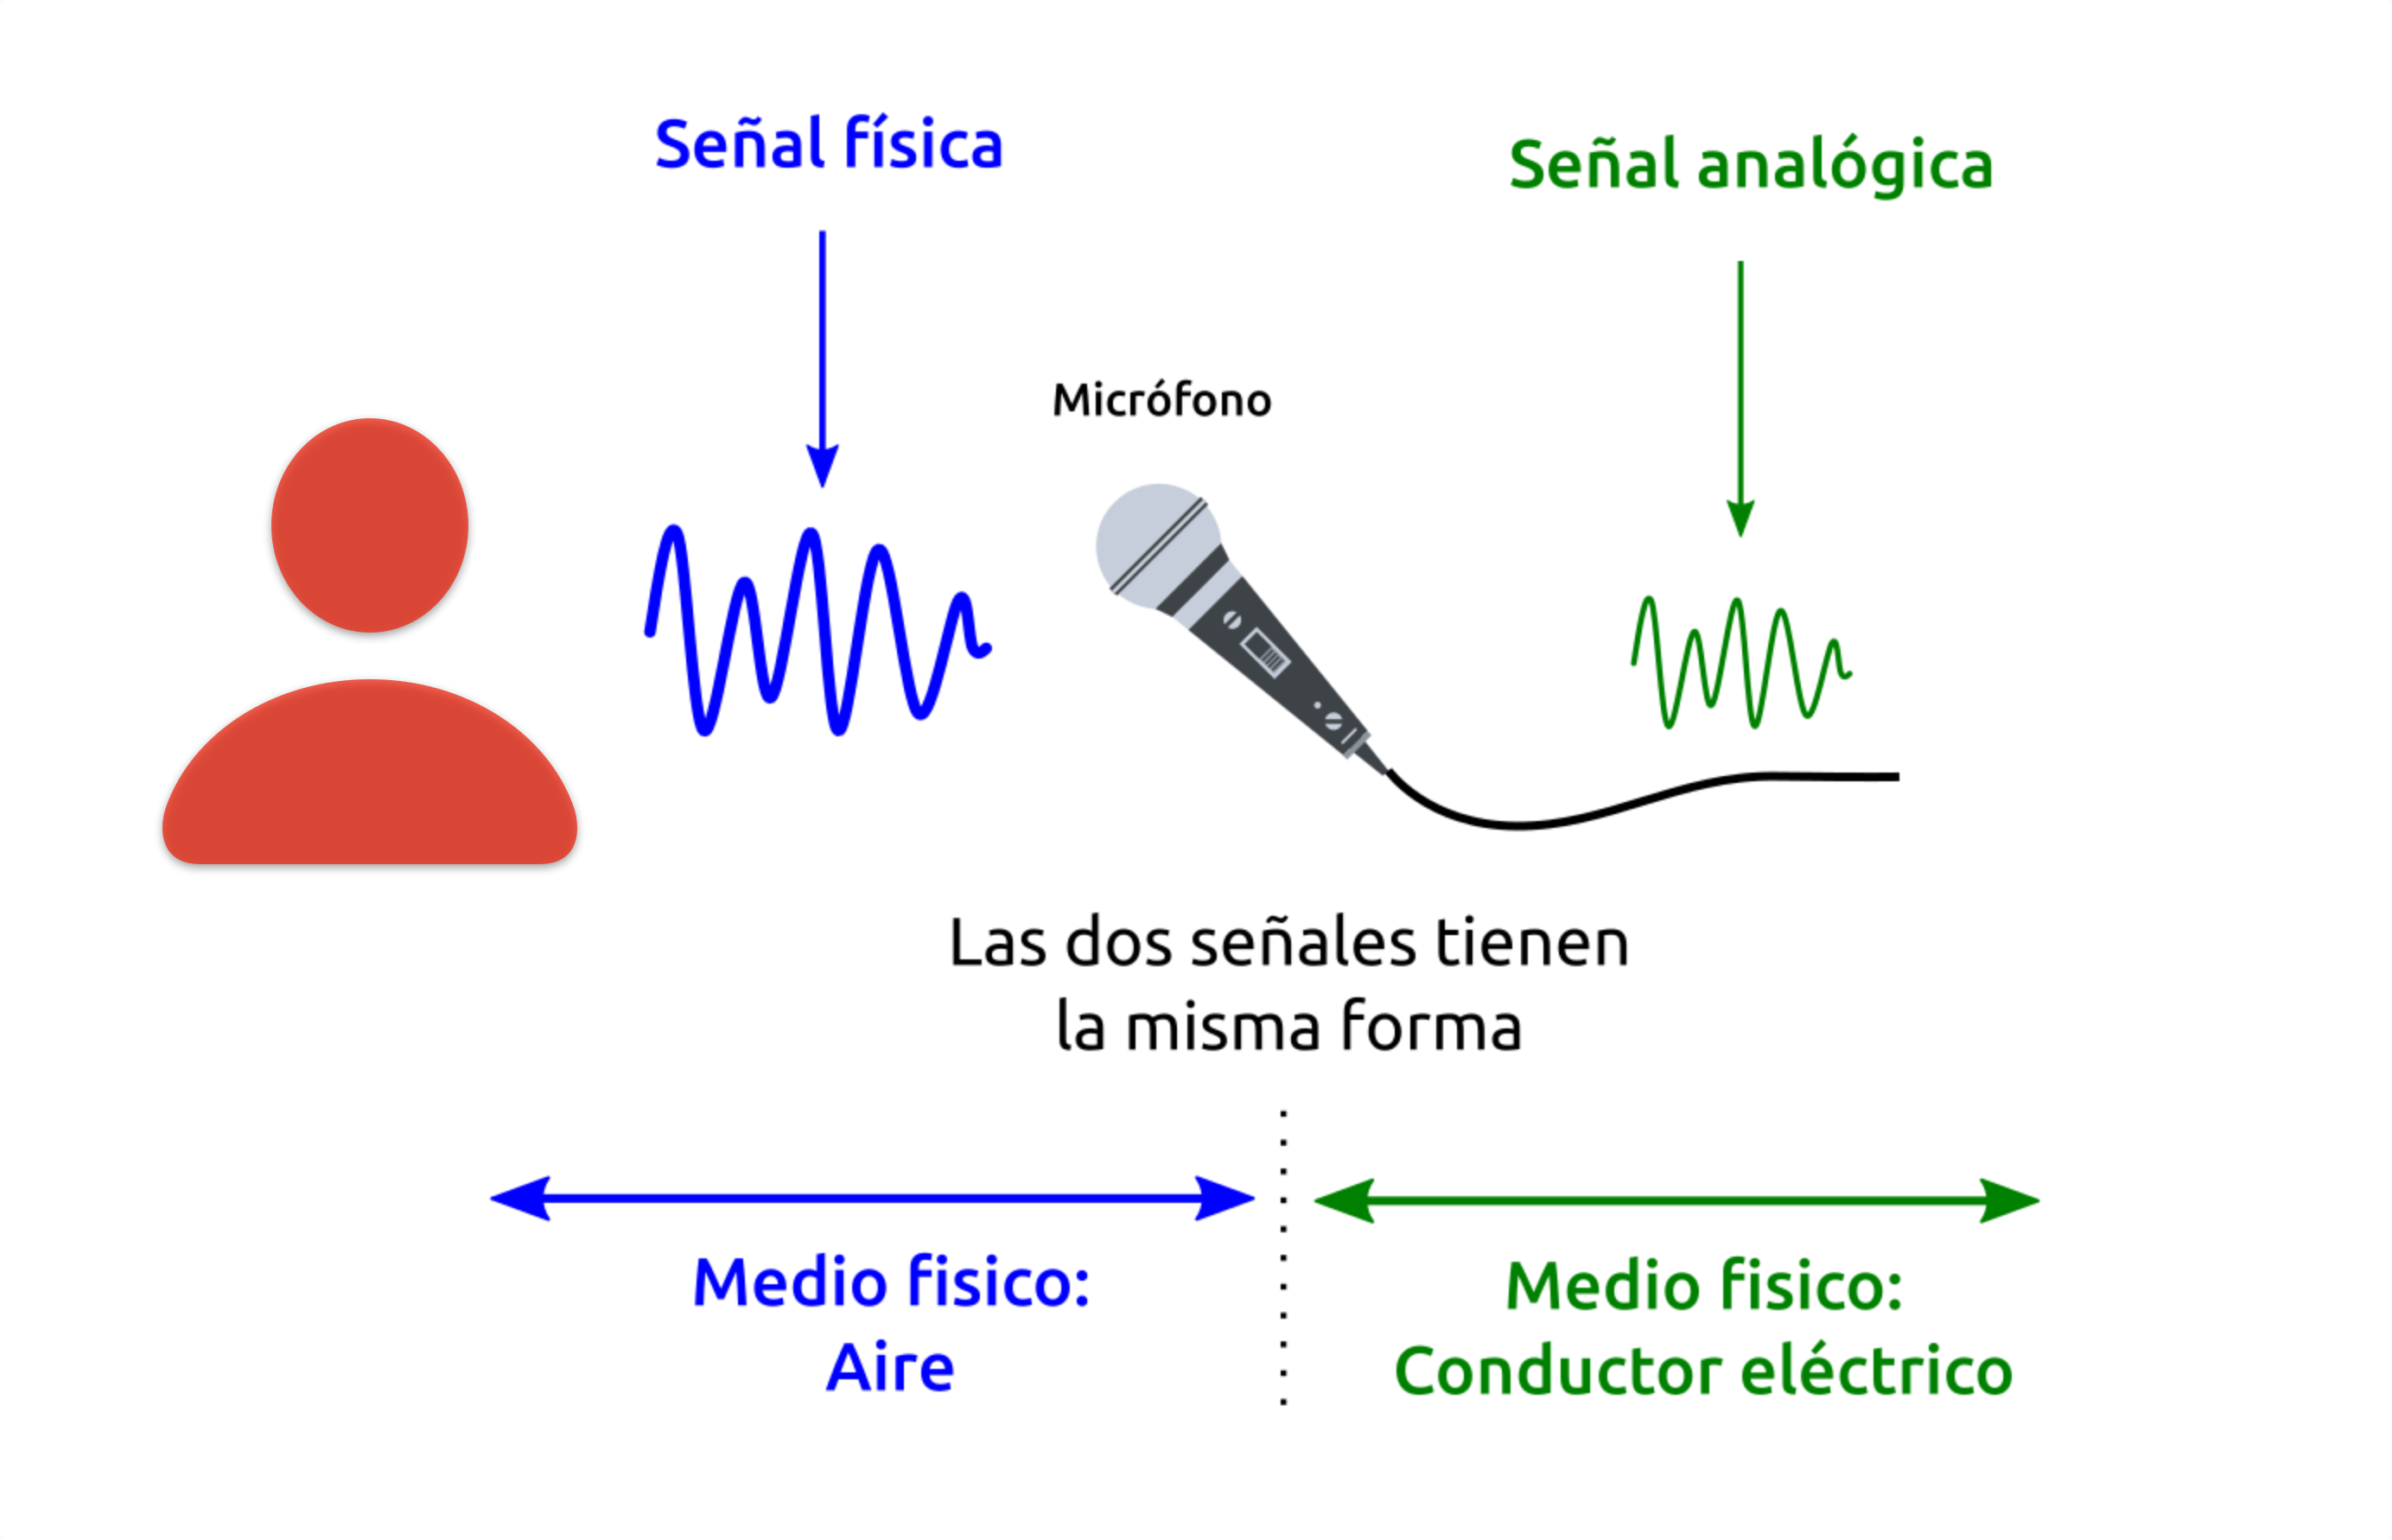 Señal física
Señal analógica
Micrófono
Las dos señales tienen
la misma forma
Medio fisico:
Aire
Medio fisico:
Conductor eléctrico